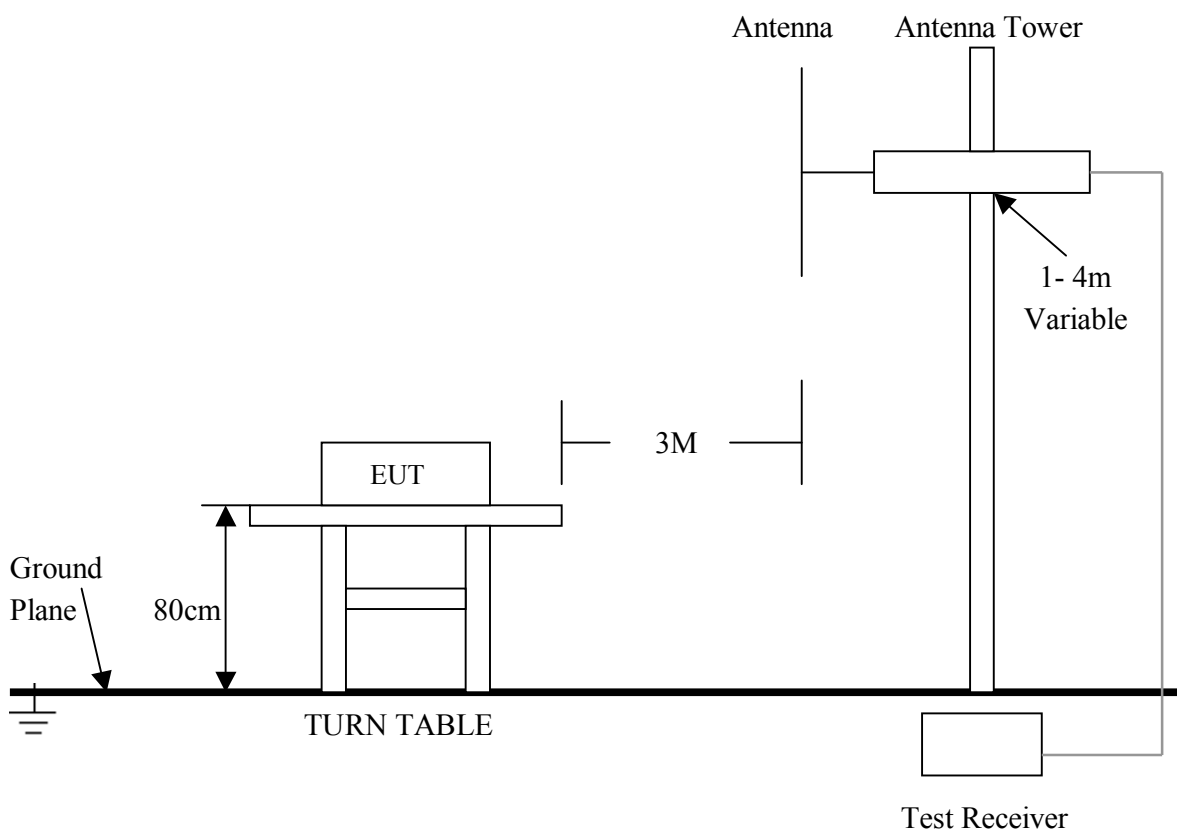 Antenna
Antenna Tower
1- 4m
Variable
3M
EUT
Ground
Plane
80cm
TURN TABLE
Test Receiver